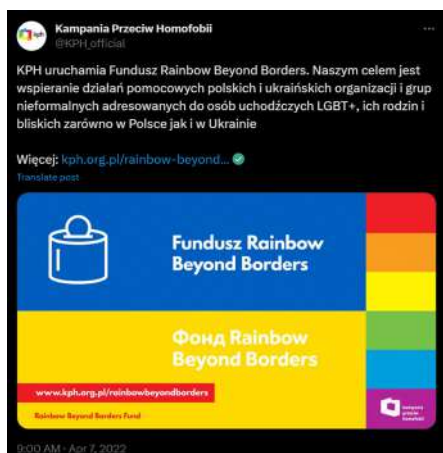 Kampania Przeciw Homofobii
@KPH_official
KPH uruchamia Fundusz Rainbow Beyond Borders. Naszym celem jest
wspieranie działań pomocowych polskich i ukraińskich organizacji i grup
nieformalnych adresowanych do osób uchodźczych LGBT+, ich rodzin i
bliskich zarówno w Polsce jak i w Ukrainie
Więcej: kph.org.pl/rainbow-beyond...
Translate post
Fundusz Rainbow
Beyond Borders
Фонд Rainbow
Beyond Borders
www.kph.org.pl/rainbowbeyondborders
Rainbow Beyond Borders Fund
kampania
przeciw
homofobii
9:00 AM · Apr 7, 2022